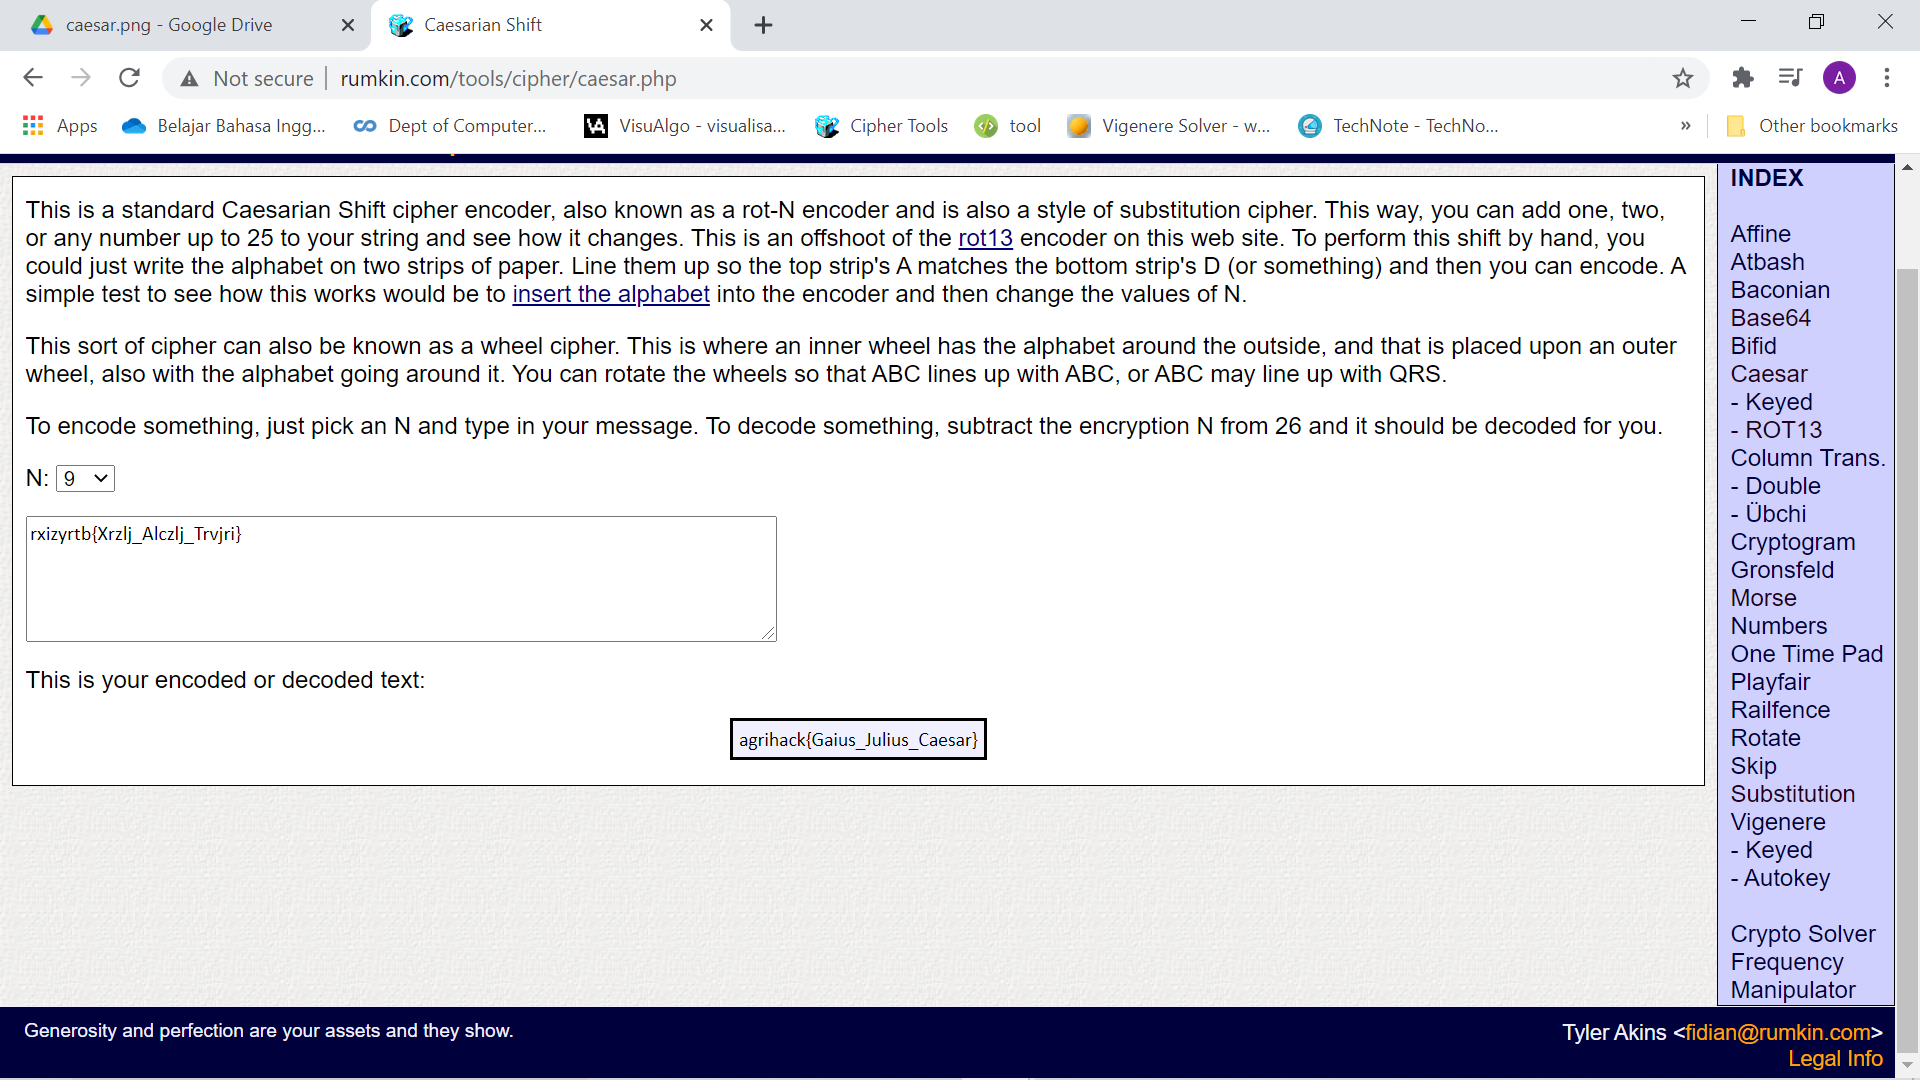 caesar.png - Google Drive
Caesarian Shift
Not secure
rumkin.com/tools/cipher/caesar.php
A
Apps
Belajar Bahasa Ingg...
Dept of Computer...
VisuAlgo - visualisa...
Cipher Tools
tool
Vigenere Solver - w...
TechNote - TechNo...
»
Other bookmarks
This is a standard Caesarian Shift cipher encoder, also known as a rot-N encoder and is also a style of substitution cipher. This way, you can add one, two,
or any number up to 25 to your string and see how it changes. This is an offshoot of the rot13 encoder on this web site. To perform this shift by hand, you
could just write the alphabet on two strips of paper. Line them up so the top strip's A matches the bottom strip's D (or something) and then you can encode. A
simple test to see how this works would be to insert the alphabet into the encoder and then change the values of N.
This sort of cipher can also be known as a wheel cipher. This is where an inner wheel has the alphabet around the outside, and that is placed upon an outer
wheel, also with the alphabet going around it. You can rotate the wheels so that ABC lines up with ABC, or ABC may line up with QRS.
To encode something, just pick an N and type in your message. To decode something, subtract the encryption N from 26 and it should be decoded for you.
N: 9
rxizyrtb{Xrzlj_Alczlj_Trvjri}
This is your encoded or decoded text:
agrihack{Gaius_Julius_Caesar}
INDEX
Affine
Atbash
Baconian
Base64
Bifid
Caesar
- Keyed
- ROT13
Column Trans.
- Double
- Übchi
Cryptogram
Gronsfeld
Morse
Numbers
One Time Pad
Playfair
Railfence
Rotate
Skip
Substitution
Vigenere
- Keyed
- Autokey
Crypto Solver
Frequency
Manipulator
Generosity and perfection are your assets and they show.
Tyler Akins <fidian@rumkin.com>
Legal Info